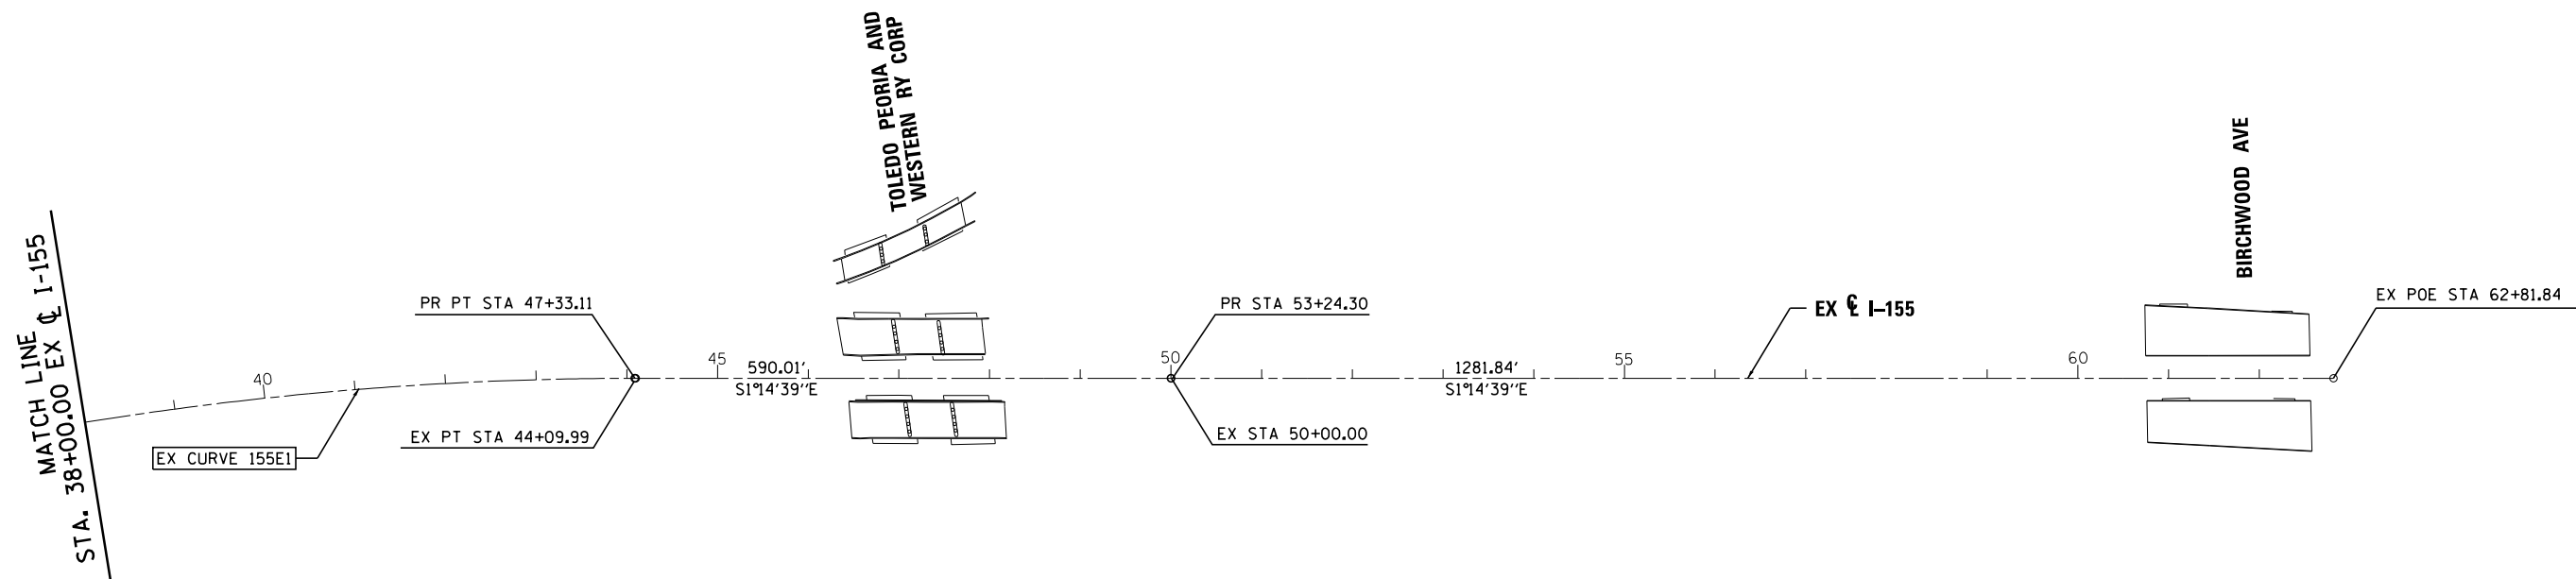 MATCH LINE
STA. 38+00.00 EX ℄ I-155
40
EX CURVE 155E1
PR PT STA 47+33.11
EX PT STA 44+09.99
45
590.01'
S1°14'39"E
TOLEDO PEORIA AND
WESTERN RY CORP
50
PR STA 53+24.30
EX STA 50+00.00
1281.84'
S1°14'39"E
55
EX ℄ I-155
60
BIRCHWOOD AVE
EX POE STA 62+81.84